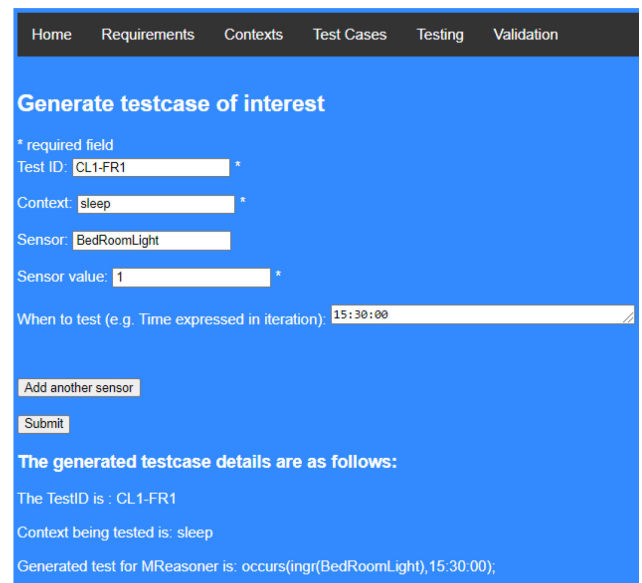 Home Requirements Contexts Test Cases Testing Validation
Generate testcase of interest
* required field
Test ID: CL1-FR1 *
Context: sleep *
Sensor: BedRoomLight
Sensor value: 1 *
When to test (e.g. Time expressed in iteration): 15:30:00
Add another sensor
Submit
The generated testcase details are as follows:
The TestID is : CL1-FR1
Context being tested is: sleep
Generated test for MReasoner is: occurs(ingr(BedRoomLight),15:30:00);